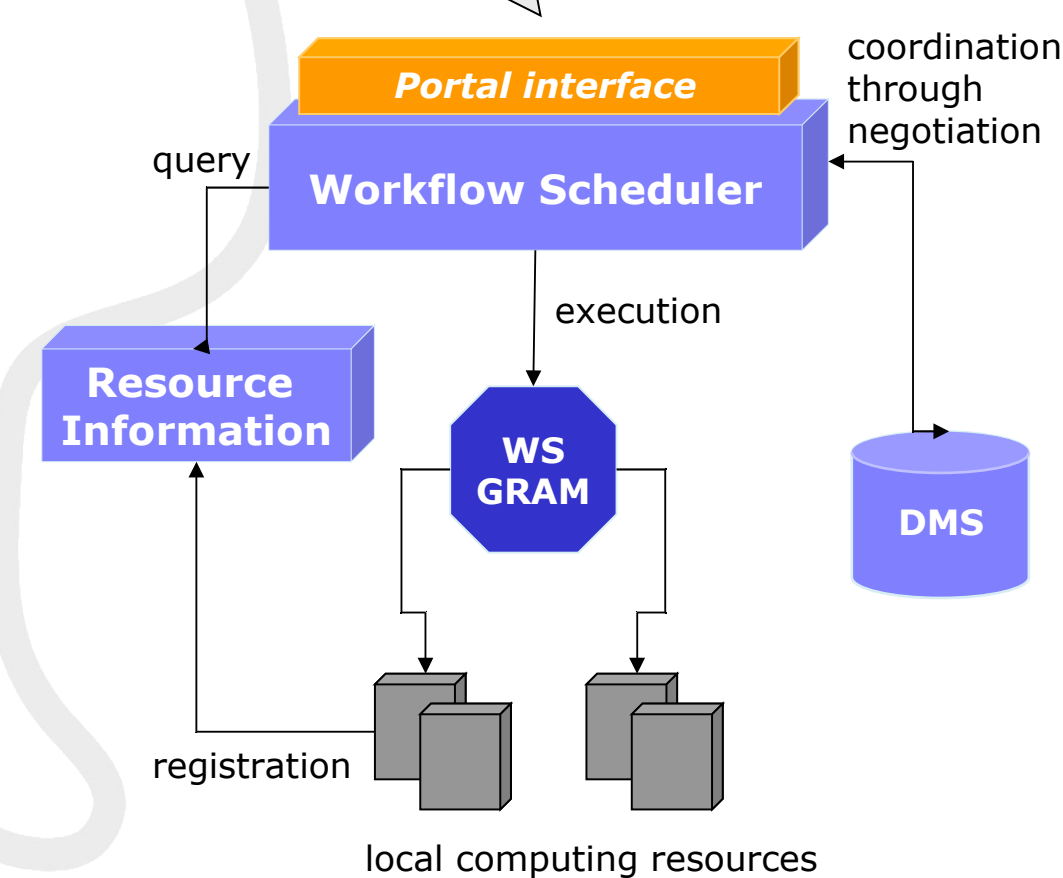 coordination
through
negotiation
Portal interface
query
Workflow Scheduler
execution
Resource
Information
WS
GRAM
DMS
registration
local computing resources